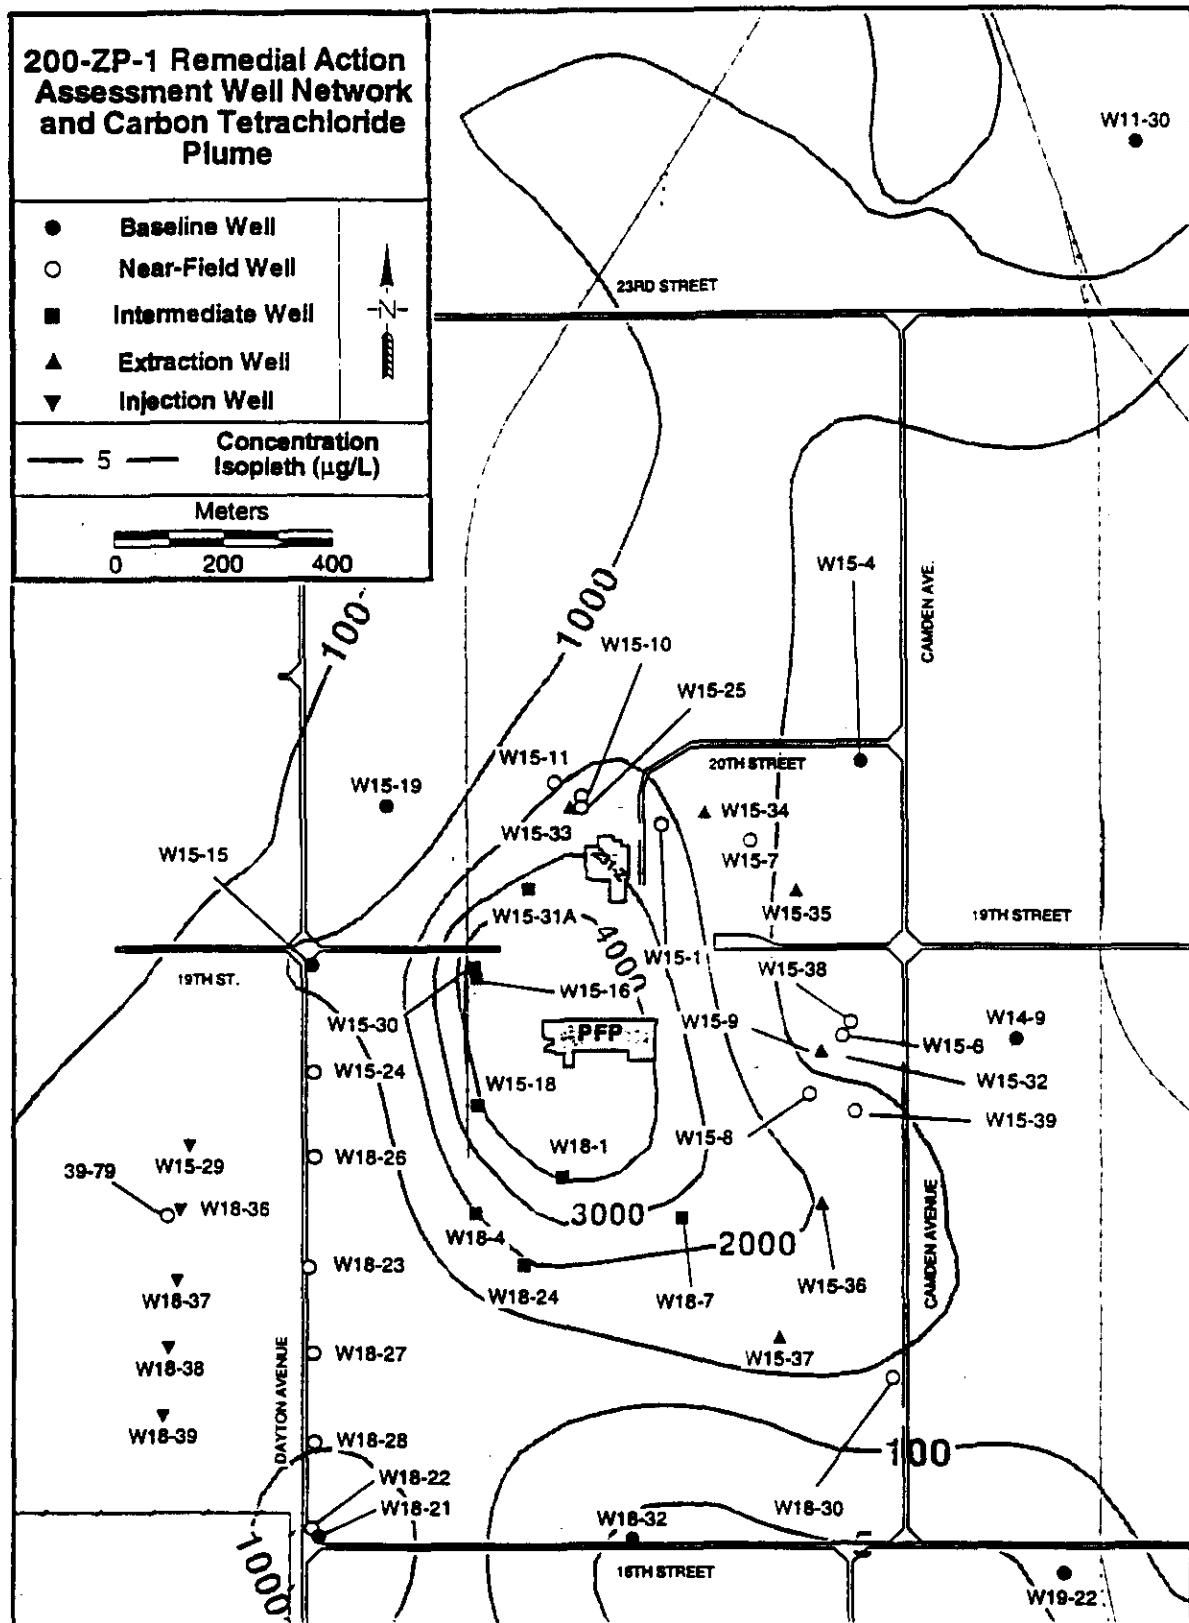 200-ZP-1 Remedial Action
Assessment Well Network
and Carbon Tetrachloride
Plume
Baseline Well
Near-Field Well
Intermediate Well
Extraction Well
Injection Well
N
5
Concentration
Isopleth (µg/L)
Meters
0 200 400
W11-30
23RD STREET
W15-4
CAMDEN AVE.
1000
100
W15-10
W15-25
W15-11
20TH STREET
W15-19
W15-34
W15-33
W15-15
W15-7
W15-31A
W15-35
19TH STREET
4000
W15-1
W15-38
19TH ST.
W15-16
W15-30
PFP
W15-9
W14-9
W15-6
W15-24
W15-32
W15-18
W15-39
W15-8
W18-1
W18-26
W15-29
39-79
W18-36
3000
W18-4
2000
CAMDEN AVENUE
W18-23
W15-36
W18-37
W18-24
W18-7
W18-27
W15-37
W18-38
DAYTON AVENUE
W18-39
W18-28
100
W18-22
W18-21
W18-30
W18-32
1000
16TH STREET
W19-22